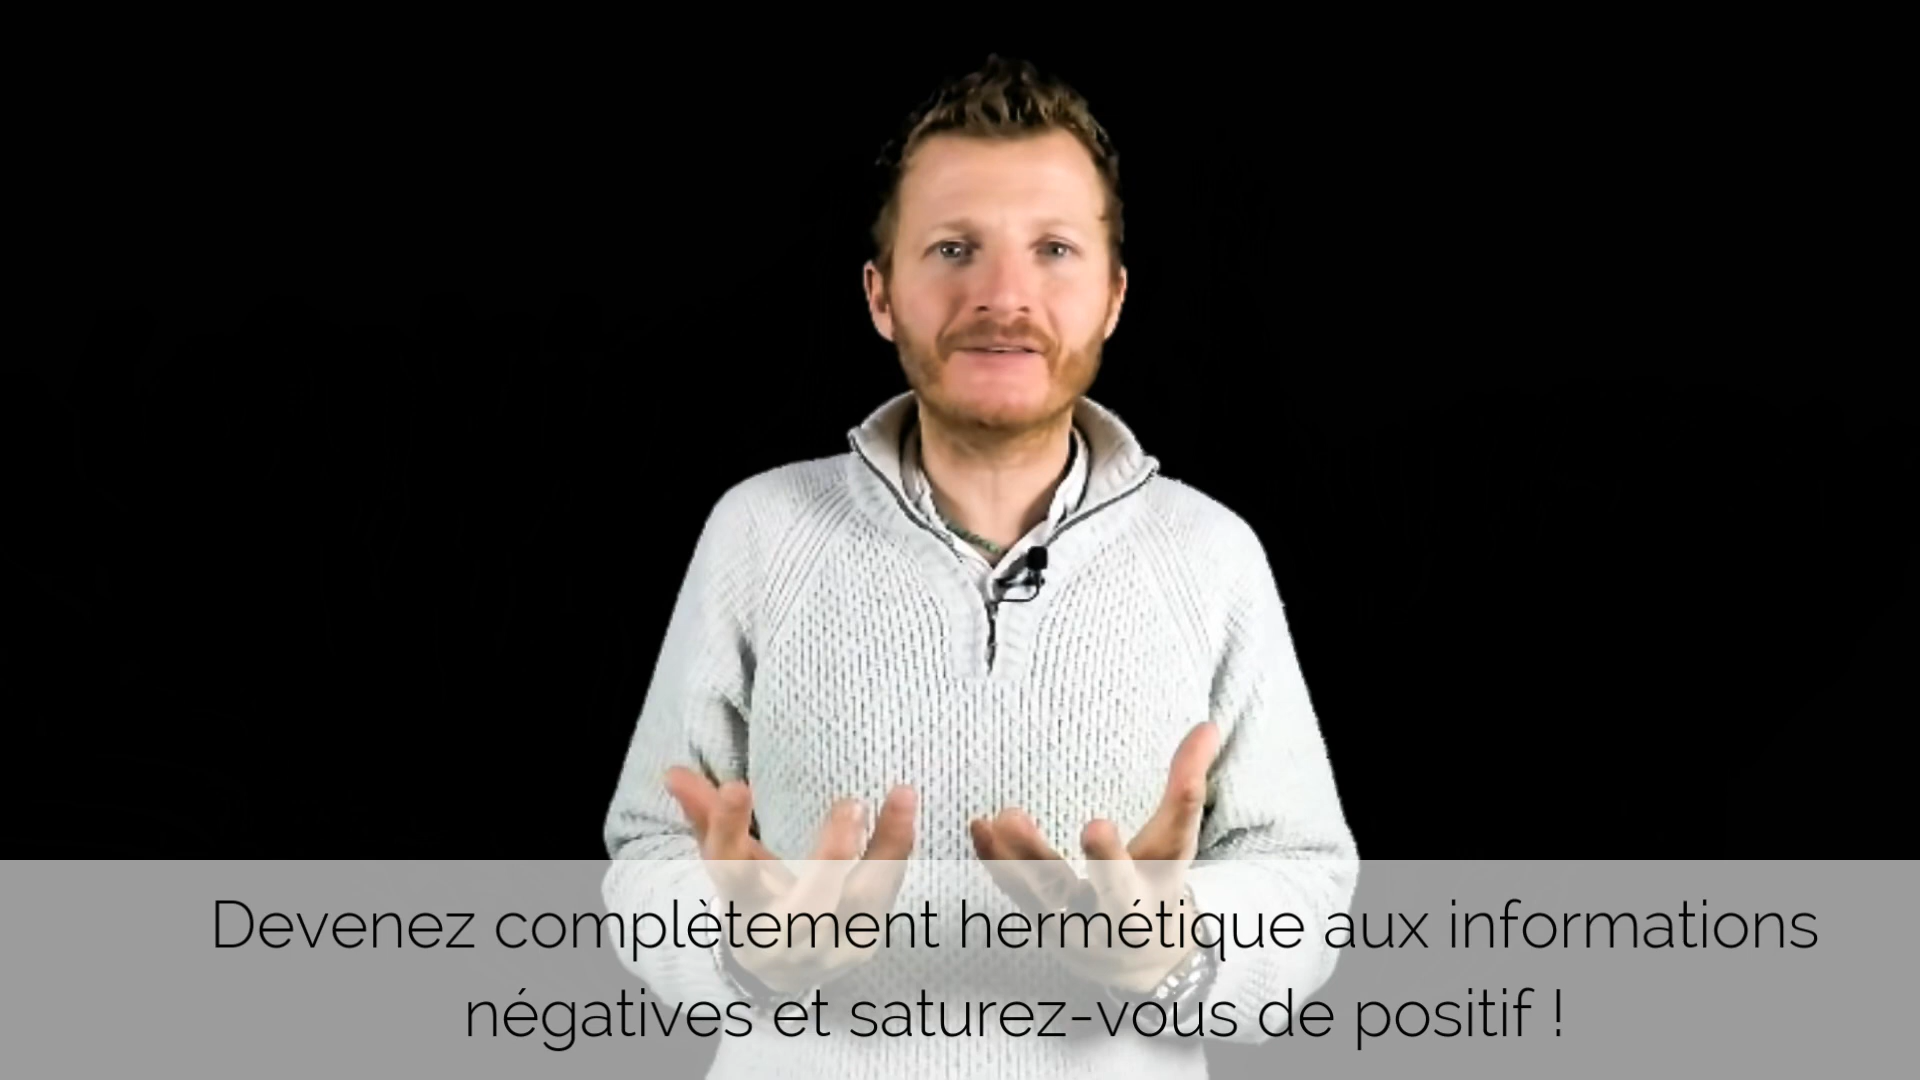 Devenez complètement hermétique aux informations
négatives et saturez-vous de positif !